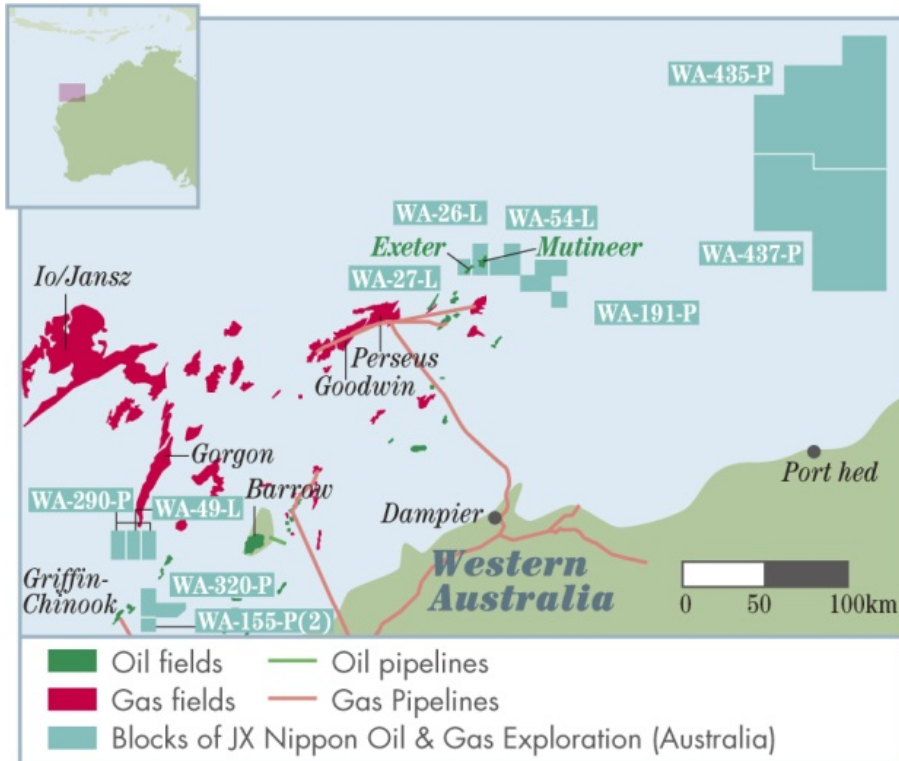 WA-435-P
WA-437-P
WA-26-L
WA-54-L
Exeter
Mutineer
WA-27-L
WA-191-P
Io/Jansz
Perseus
Goodwin
Gorgon
Port hed
WA-290-P
WA-49-L
Barrow
Dampier
Western
Australia
Griffin-
Chinook
WA-320-P
WA-155-P(2)
0 50 100km
Oil fields
Oil pipelines
Gas fields
Gas Pipelines
Blocks of JX Nippon Oil & Gas Exploration (Australia)